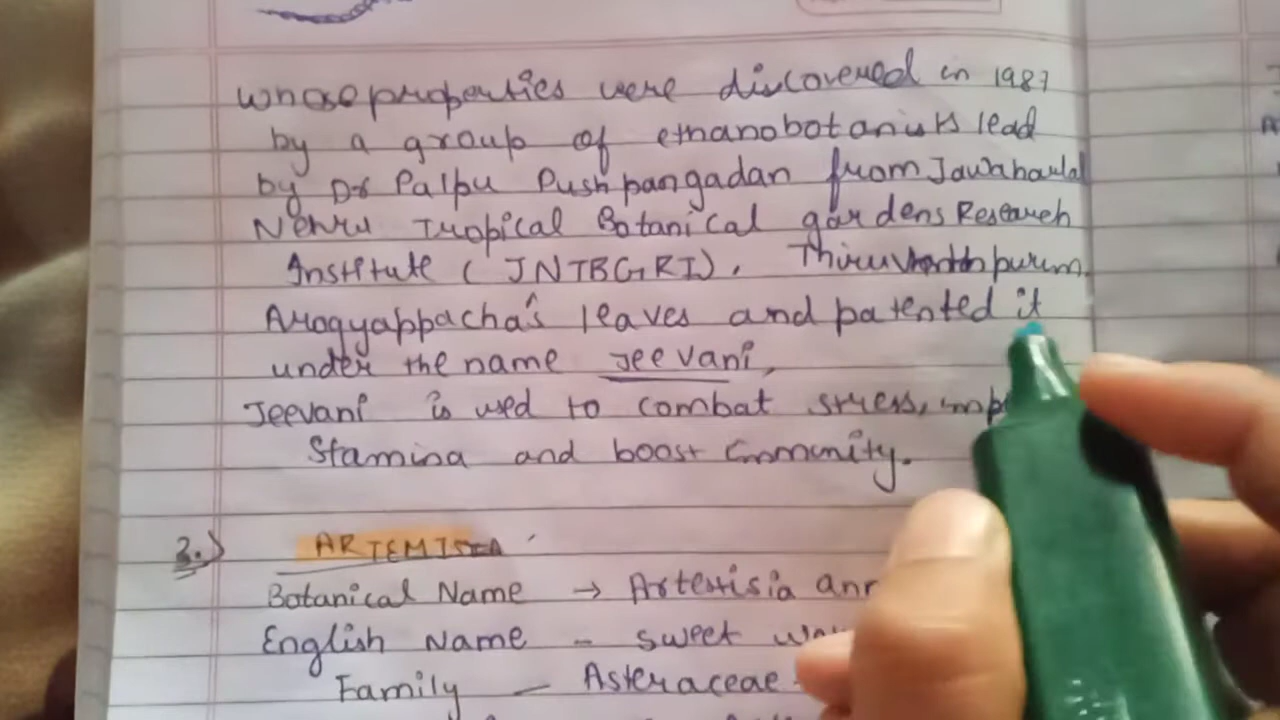 whose properties were discovered in 1987
by a group of ethanobotanists lead
by Dr Palpu Pushpangadan from Jawaharlal
Nehru Tropical Botanical gardens Research
Institute (JNTBGRI),
Arogyappacha's leaves and patented it
under the name Jeevani,
Jeevani is used to combat stress,
Stamina and boost immunity.
2.) ARTEMISIA
Botanical Name → Artemisia
English Name - sweet
Family - Asteraceae